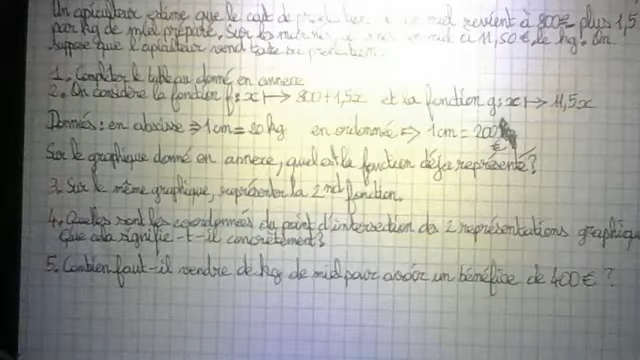 Un apiculteur estime que le coût de production de son miel revient à 800€ plus 1,5
par kg de miel préparé. Sur les marchés miel à 11,50€ le kg. On
suppose que l'apiculteur vend toute sa production.
1. Compléter le tableau donné en annexe
2. On considère la fonction f: x ↦ 800+1,5x et la fonction g: x ↦ 11,5x
Données: en abscisse ⇒ 1cm = 20 kg en ordonnée ⇒ 1cm = 200 €
Sur le graphique donné en annexe, quel est la fonction déjà représenté?
3. Sur le même graphique, représenter la 2nd fonction.
4. Quelles sont les coordonnées du point d'intersection des 2 représentations graphique
Que cela signifie-t-il concrètement?
5. Combien faut-il vendre de kg de miel pour avoir un bénéfice de 400€ ?